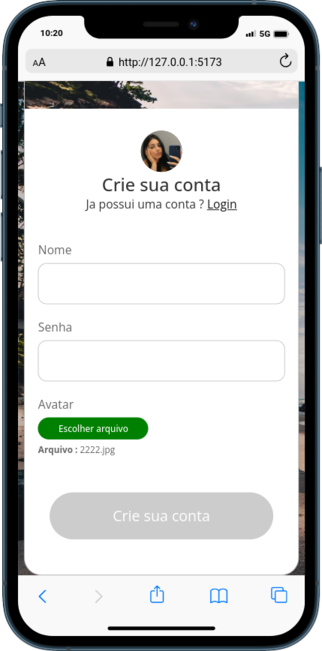 10:20
5G
AA
http://127.0.0.1:5173
Crie sua conta
Ja possui uma conta ? Login
Nome
Senha
Avatar
Escolher arquivo
Arquivo : 2222.jpg
Crie sua conta